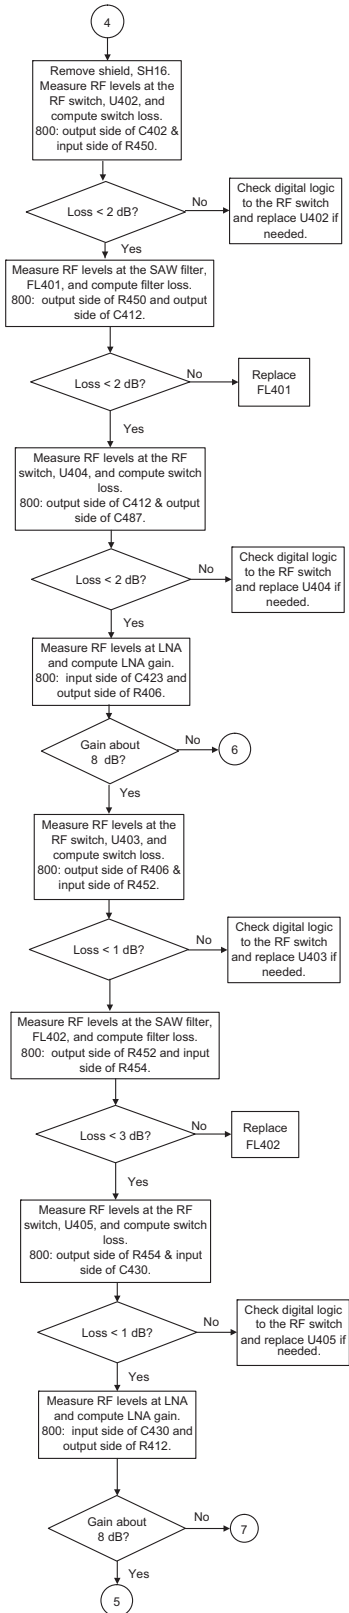 4
Remove shield, SH16.
Measure RF levels at the
RF switch, U402, and
compute switch loss.
800: output side of C402 &
input side of R450.
Loss < 2 dB?
No
Check digital logic
to the RF switch
and replace U402 if
needed.
Yes
Measure RF levels at the SAW filter,
FL401, and compute filter loss.
800: output side of R450 and output
side of C412.
Loss < 2 dB?
No
Replace
FL401
Yes
Measure RF levels at the RF
switch, U404, and compute switch
loss.
800: output side of C412 & output
side of C487.
Loss < 2 dB?
No
Check digital logic
to the RF switch
and replace U404 if
needed.
Yes
Measure RF levels at LNA
and compute LNA gain.
800: input side of C423 and
output side of R406.
Gain about
8 dB?
No
6
Yes
Measure RF levels at the
RF switch, U403, and
compute switch loss.
800: output side of R406 &
input side of R452.
Loss < 1 dB?
No
Check digital logic
to the RF switch
and replace U403 if
needed.
Yes
Measure RF levels at the SAW filter,
FL402, and compute filter loss.
800: output side of R452 and input
side of R454.
Loss < 3 dB?
No
Replace
FL402
Yes
Measure RF levels at the RF
switch, U405, and compute switch
loss.
800: output side of R454 & input
side of C430.
Loss < 1 dB?
No
Check digital logic
to the RF switch
and replace U405 if
needed.
Yes
Measure RF levels at LNA
and compute LNA gain.
800: input side of C430 and
output side of R412.
Gain about
8 dB?
No
7
Yes
5